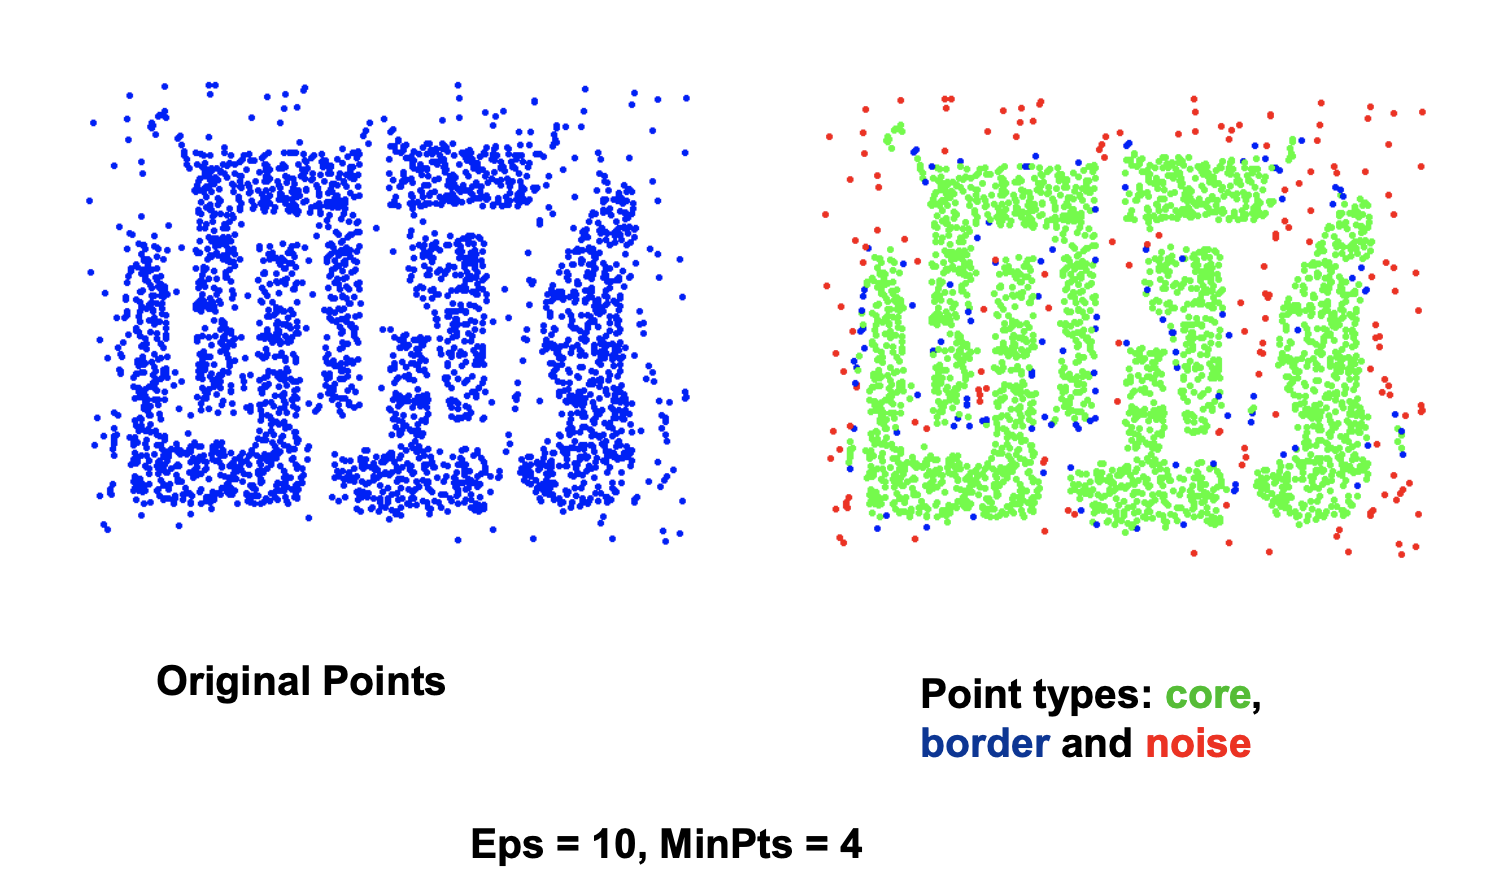 Original Points
Point types: core,
border and noise
Eps = 10, MinPts = 4